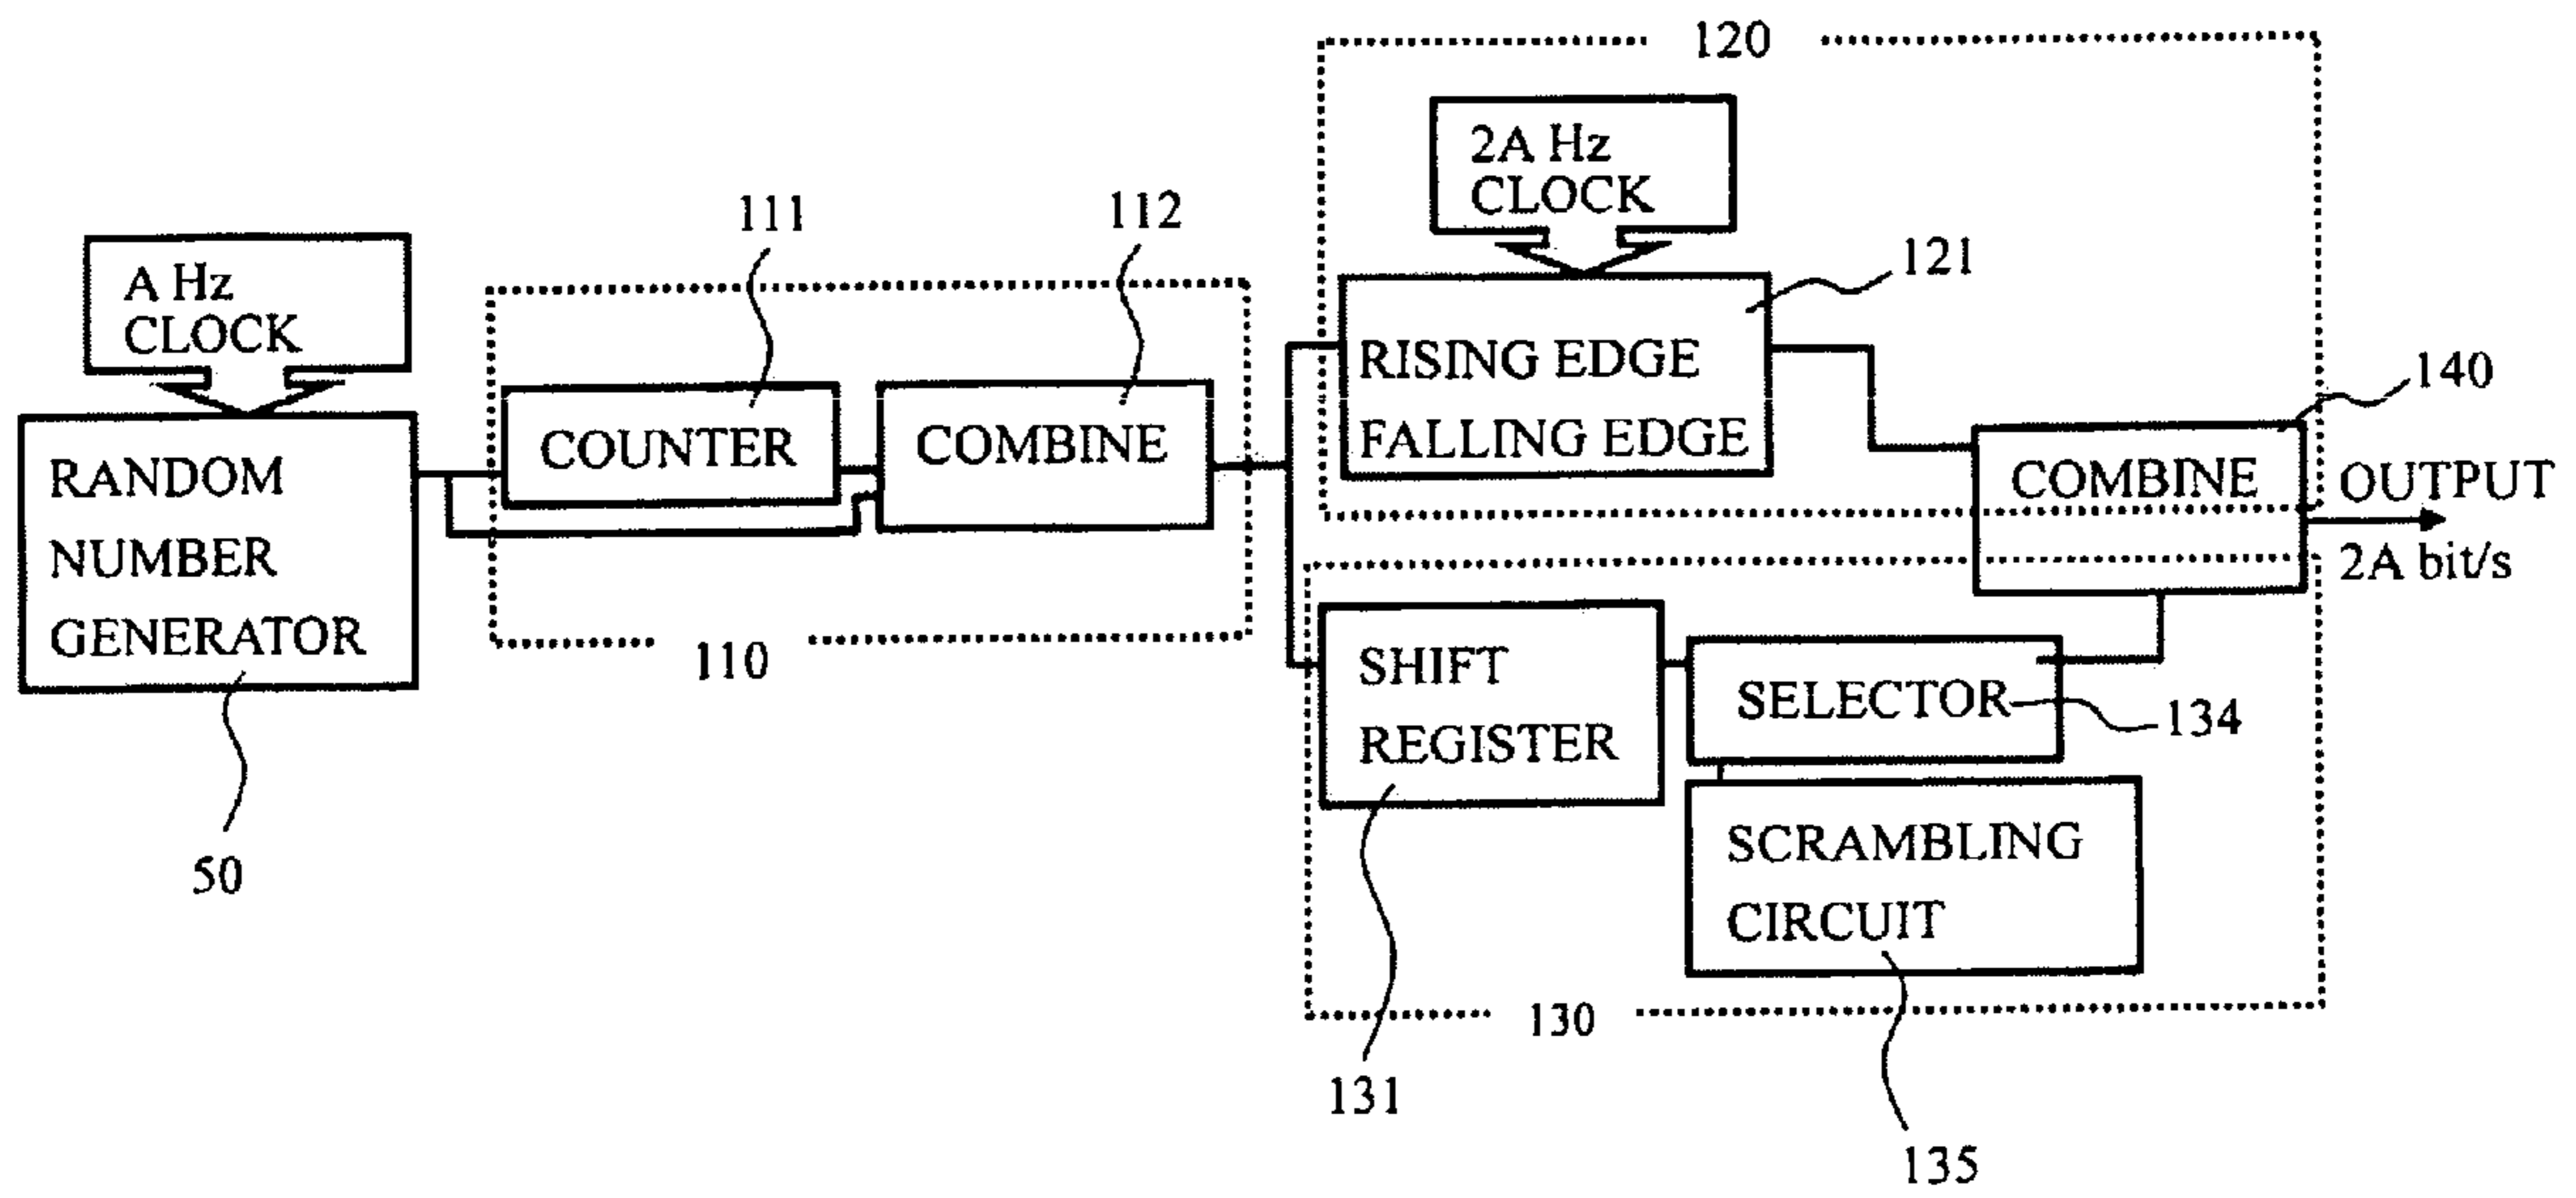 120
2A Hz
CLOCK
111
112
121
A Hz
CLOCK
RISING EDGE
FALLING EDGE
140
COUNTER
COMBINE
COMBINE
OUTPUT
2A bit/s
RANDOM
NUMBER
GENERATOR
110
SHIFT
REGISTER
SELECTOR
134
SCRAMBLING
CIRCUIT
50
130
131
135